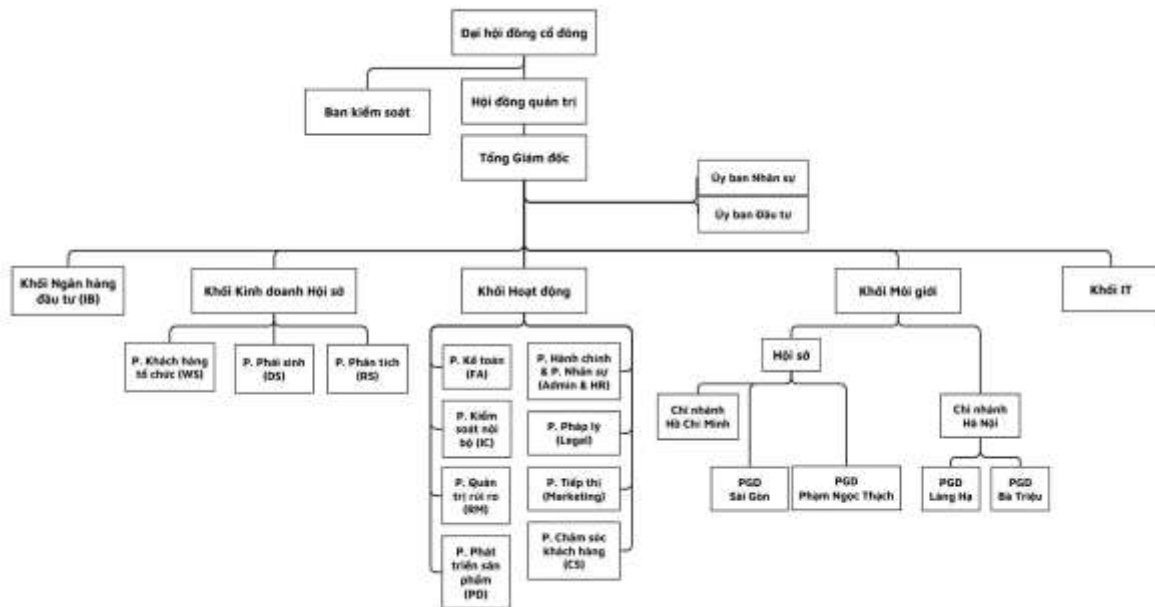 Đại hội đồng cổ đông
Ban kiểm soát
Hội đồng quản trị
Tổng Giám đốc
Ủy ban Nhân sự
Ủy ban Đầu tư
Khối Ngân hàng
đầu tư (IB)
Khối Kinh doanh Hội sở
Khối Hoạt động
Khối Môi giới
Khối IT
P. Khách hàng
tổ chức (WS)
P. Phái sinh
(DS)
P. Phân tích
(RS)
P. Kế toán
(FA)
P. Kiểm
soát nội
bộ (IC)
P. Quản
trị rủi ro
(RM)
P. Phát
triển sản
phẩm
(PD)
P. Hành chính
& P. Nhân sự
(Admin & HR)
P. Pháp lý
(Legal)
P. Tiếp thị
(Marketing)
P. Chăm sóc
khách hàng
(CS)
Hội sở
Chi nhánh
Hồ Chí Minh
PGD
Sài Gòn
PGD
Phạm Ngọc Thạch
Chi nhánh
Hà Nội
PGD
Láng Hạ
PGD
Bà Triệu